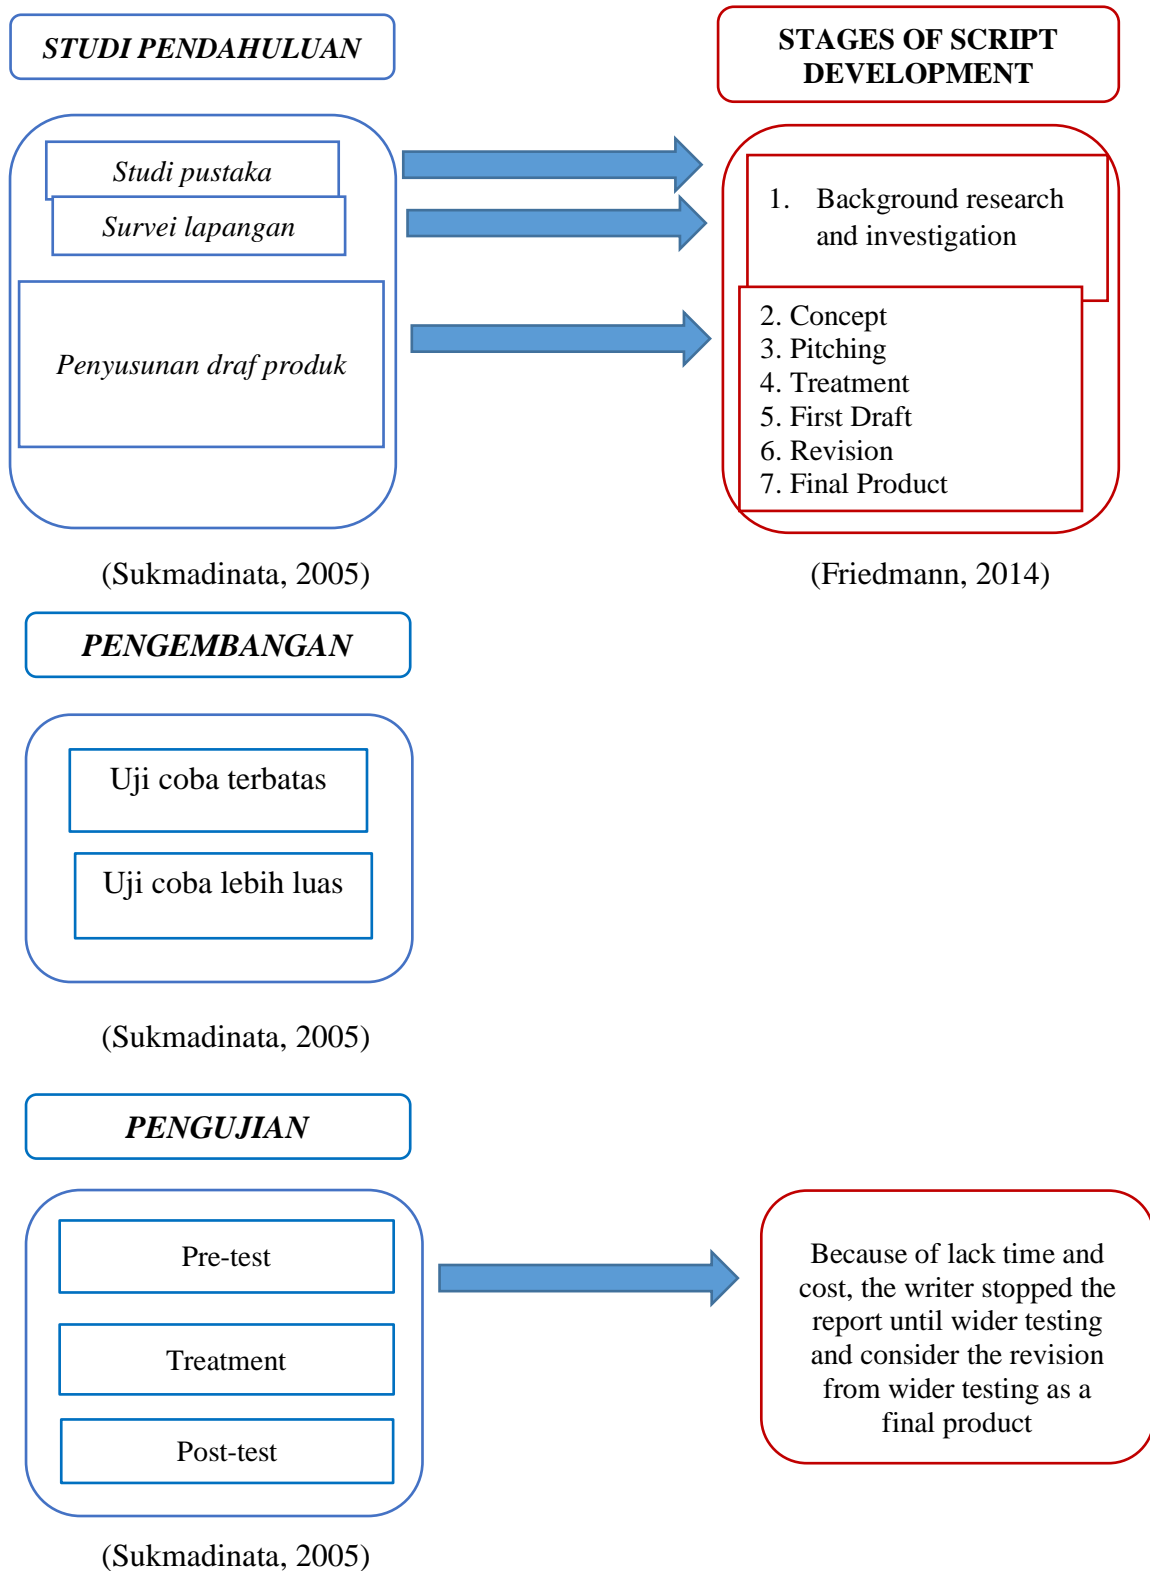 STUDI PENDAHULUAN
STAGES OF SCRIPT
DEVELOPMENT
Studi pustaka
Survei lapangan
Penyusunan draf produk
1. Background research
and investigation
2. Concept
3. Pitching
4. Treatment
5. First Draft
6. Revision
7. Final Product
(Sukmadinata, 2005)
(Friedmann, 2014)
PENGEMBANGAN
Uji coba terbatas
Uji coba lebih luas
(Sukmadinata, 2005)
PENGUJIAN
Pre-test
Treatment
Post-test
Because of lack time and
cost, the writer stopped the
report until wider testing
and consider the revision
from wider testing as a
final product
(Sukmadinata, 2005)